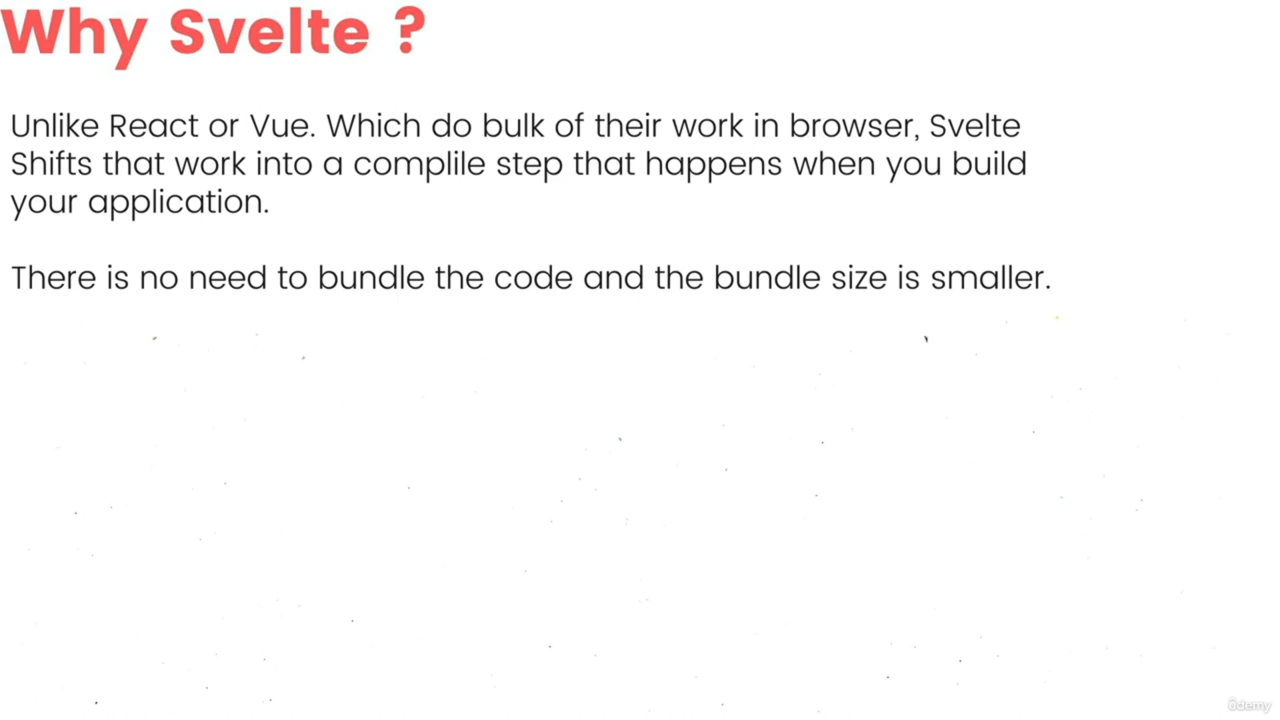 Why Svelte ?
Unlike React or Vue. Which do bulk of their work in browser, Svelte
Shifts that work into a complile step that happens when you build
your application.
There is no need to bundle the code and the bundle size is smaller.
ûdemy